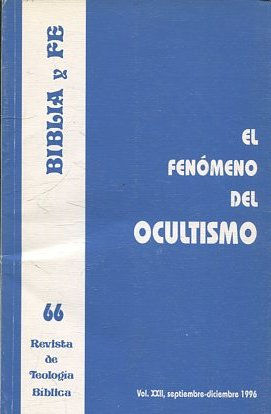 BIBLIA y FE
EL
FENÓMENO
DEL
OCULTISMO
66
Revista
de
Teología
Bíblica
Vol. XXII, septiembre-diciembre 1996